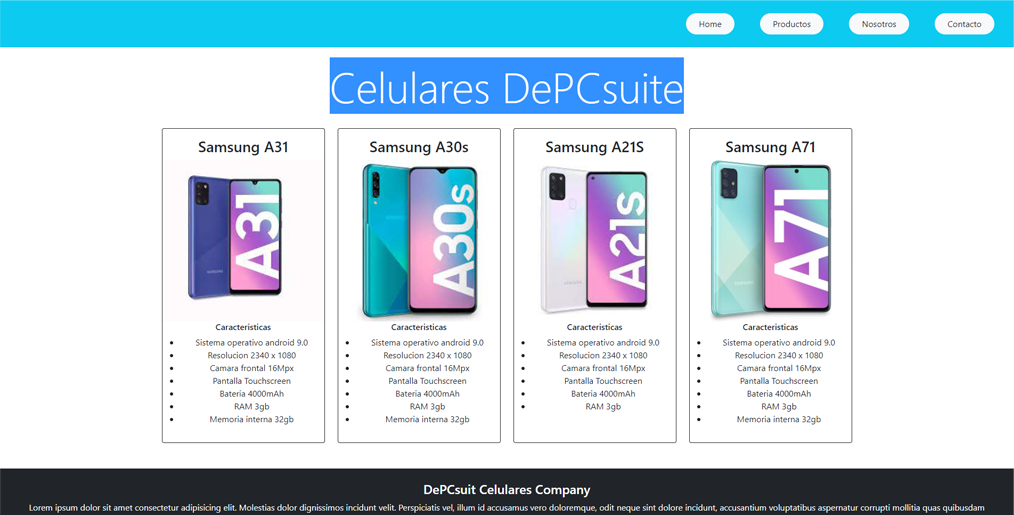 Home Productos Nosotros Contacto
Celulares DePCsuite
Samsung A31
A31
SAMSUNG
Caracteristicas
Sistema operativo android 9.0
Resolucion 2340 x 1080
Camara frontal 16Mpx
Pantalla Touchscreen
Bateria 4000mAh
RAM 3gb
Memoria interna 32gb
Samsung A30s
A30s
Caracteristicas
Sistema operativo android 9.0
Resolucion 2340 x 1080
Camara frontal 16Mpx
Pantalla Touchscreen
Bateria 4000mAh
RAM 3gb
Memoria interna 32gb
Samsung A21S
A21s
SAMSUNG
Caracteristicas
Sistema operativo android 9.0
Resolucion 2340 x 1080
Camara frontal 16Mpx
Pantalla Touchscreen
Bateria 4000mAh
RAM 3gb
Samsung A71
A71
Caracteristicas
Sistema operativo android 9.0
Resolucion 2340 x 1080
Camara frontal 16Mpx
Pantalla Touchscreen
Bateria 4000mAh
RAM 3gb
Memoria interna 32gb
DePCsuit Celulares Company
Lorem ipsum dolor sit amet consectetur adipisicing elit. Molestias dolor dignissimos incidunt velit. Perspiciatis vel, illum id accusamus vero doloremque, odit neque sint dolore incidunt, accusantium voluptatibus aspernatur corrupti mollitia quas quibusdam